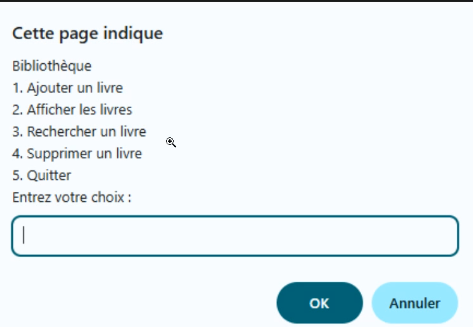 Cette page indique
Bibliothèque
1. Ajouter un livre
2. Afficher les livres
3. Rechercher un livre
4. Supprimer un livre
5. Quitter
Entrez votre choix :
OK Annuler